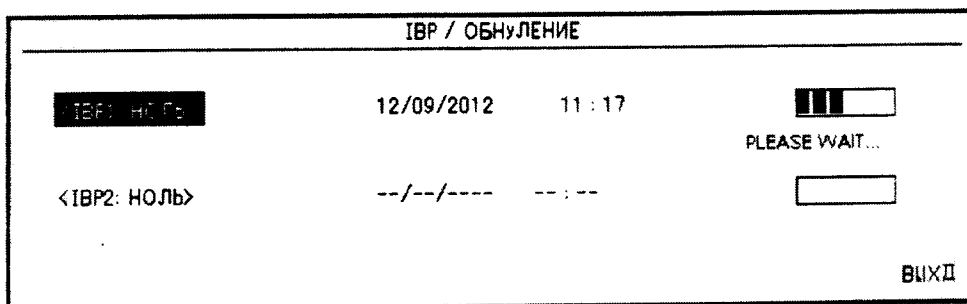 IBP / ОБНУЛЕНИЕ
<IBP1: НОЛЬ> 12/09/2012 11 : 17
PLEASE WAIT...
<IBP2: НОЛЬ> --/--/---- -- : --
ВЫХД